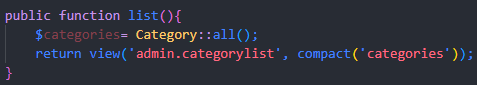 public function list(){
$categories= Category::all();
return view('admin.categorylist', compact('categories'));
}